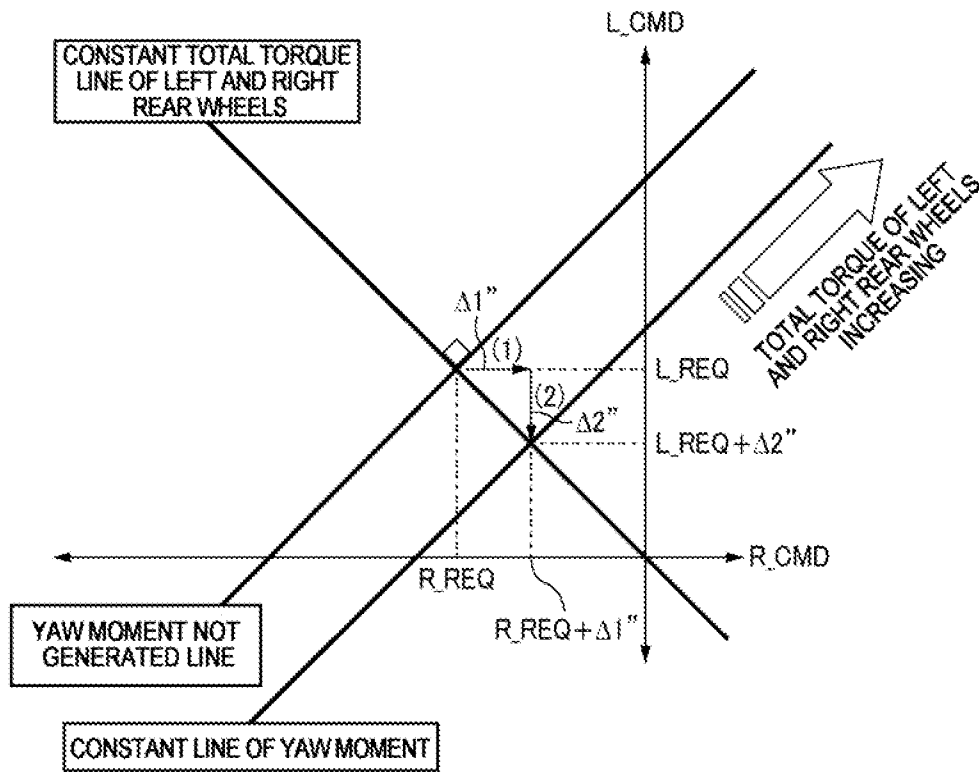 L_CMD
CONSTANT TOTAL TORQUE
LINE OF LEFT AND RIGHT
REAR WHEELS
TOTAL TORQUE OF LEFT
AND RIGHT REAR WHEELS
INCREASING
Δ1"
(1)
L_REQ
(2)
Δ2"
L_REQ+Δ2"
R_CMD
R_REQ
R_REQ+Δ1"
YAW MOMENT NOT
GENERATED LINE
CONSTANT LINE OF YAW MOMENT